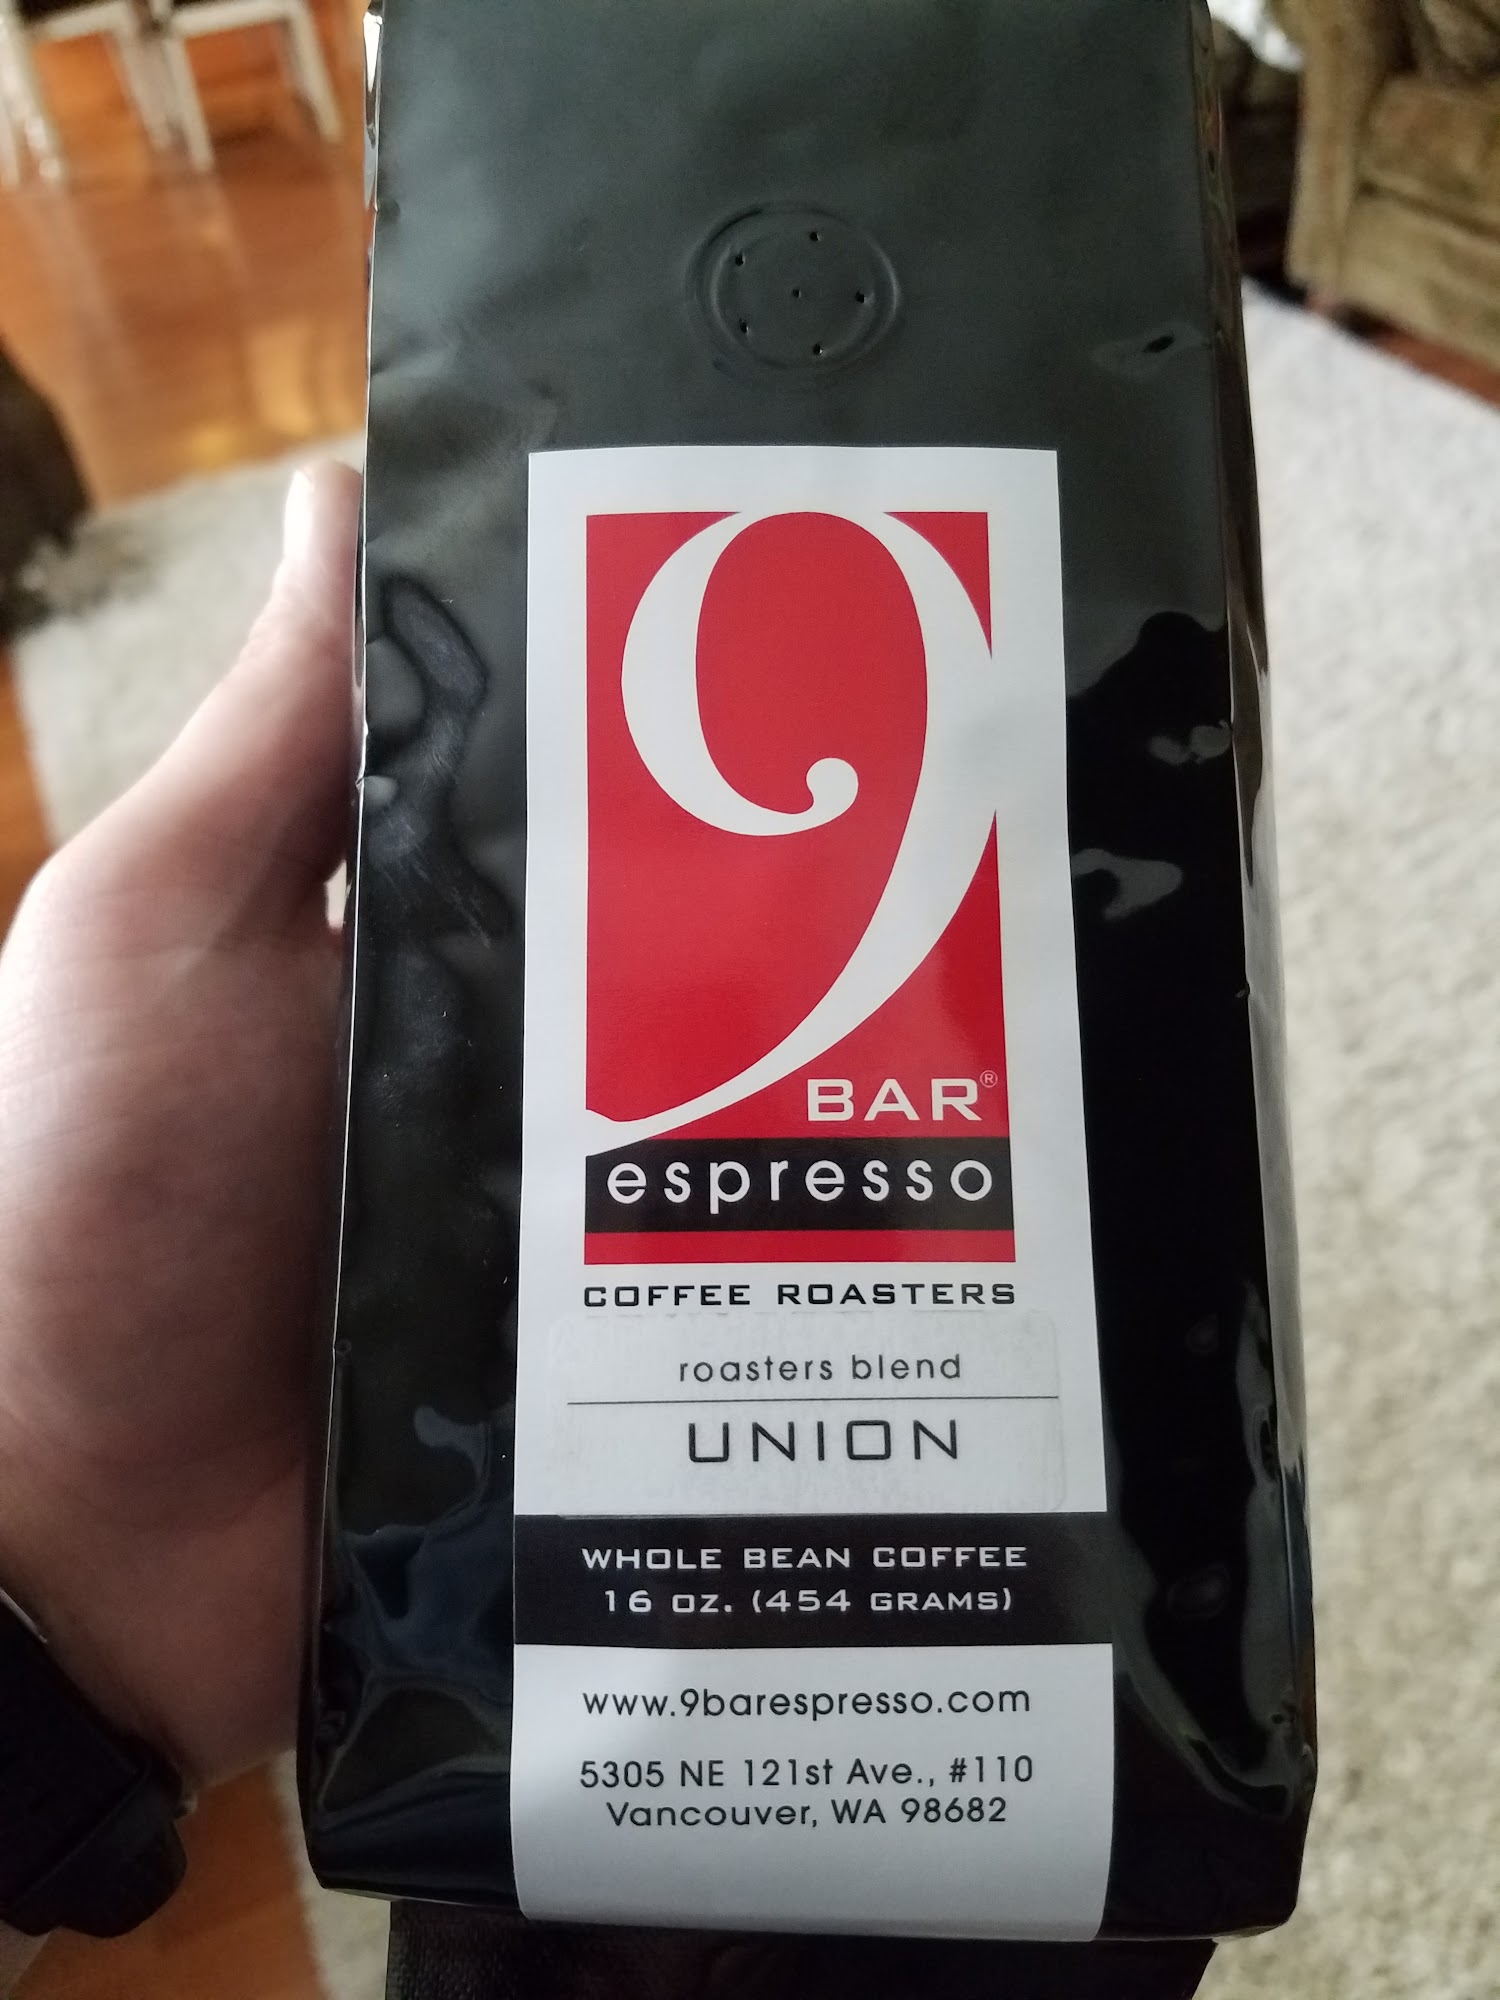 9
BAR®
espresso
COFFEE ROASTERS
roasters blend
UNION
WHOLE BEAN COFFEE
16 oz. (454 GRAMS)
www.9barespresso.com
5305 NE 121st Ave., #110
Vancouver, WA 98682